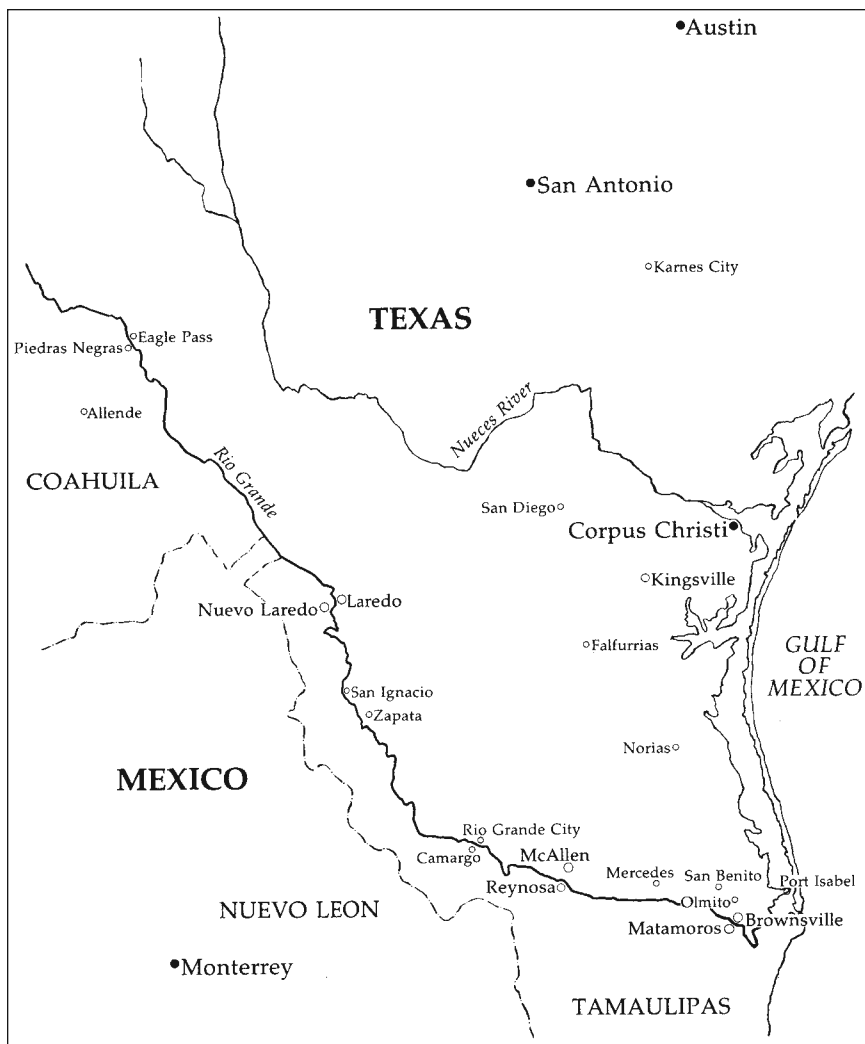 Austin
San Antonio
Karnes City
TEXAS
Eagle Pass
Piedras Negras
Allende
Nueces River
Rio Grande
COAHUILA
San Diego
Corpus Christi
Kingsville
Laredo
Nuevo Laredo
Falfurrias
GULF
OF
MEXICO
San Ignacio
Zapata
Norias
MEXICO
Rio Grande City
Camargo
McAllen
Reynosa
Mercedes
San Benito
Port Isabel
Olmito
Brownsville
Matamoros
NUEVO LEON
Monterrey
TAMAULIPAS